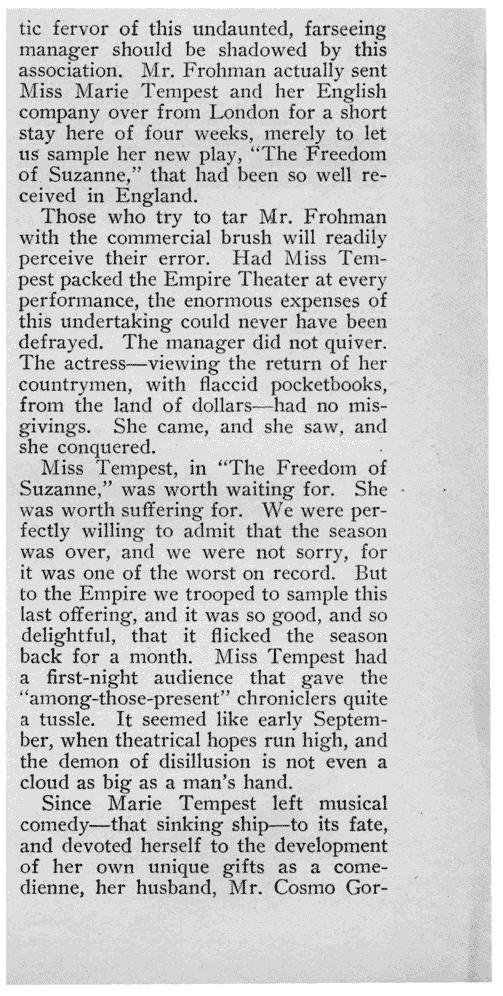 tic fervor of this undaunted, farseeing
manager should be shadowed by this
association. Mr. Frohman actually sent
Miss Marie Tempest and her English
company over from London for a short
stay here of four weeks, merely to let
us sample her new play, “The Freedom
of Suzanne,” that had been so well re-
ceived in England.
Those who try to tar Mr. Frohman
with the commercial brush will readily
perceive their error. Had Miss Tem-
pest packed the Empire Theater at every
performance, the enormous expenses of
this undertaking could never have been
defrayed. The manager did not quiver.
The actress—viewing the return of her
countrymen, with flaccid pocketbooks,
from the land of dollars—had no mis-
givings. She came, and she saw, and
she conquered.
Miss Tempest, in “The Freedom of
Suzanne,” was worth waiting for. She
was worth suffering for. We were per-
fectly willing to admit that the season
was over, and we were not sorry, for
it was one of the worst on record. But
to the Empire we trooped to sample this
last offering, and it was so good, and so
delightful, that it flicked the season
back for a month. Miss Tempest had
a first-night audience that gave the
“among-those-present” chroniclers quite
a tussle. It seemed like early Septem-
ber, when theatrical hopes run high, and
the demon of disillusion is not even a
cloud as big as a man’s hand.
Since Marie Tempest left musical
comedy—that sinking ship—to its fate,
and devoted herself to the development
of her own unique gifts as a come-
dienne, her husband, Mr. Cosmo Gor-